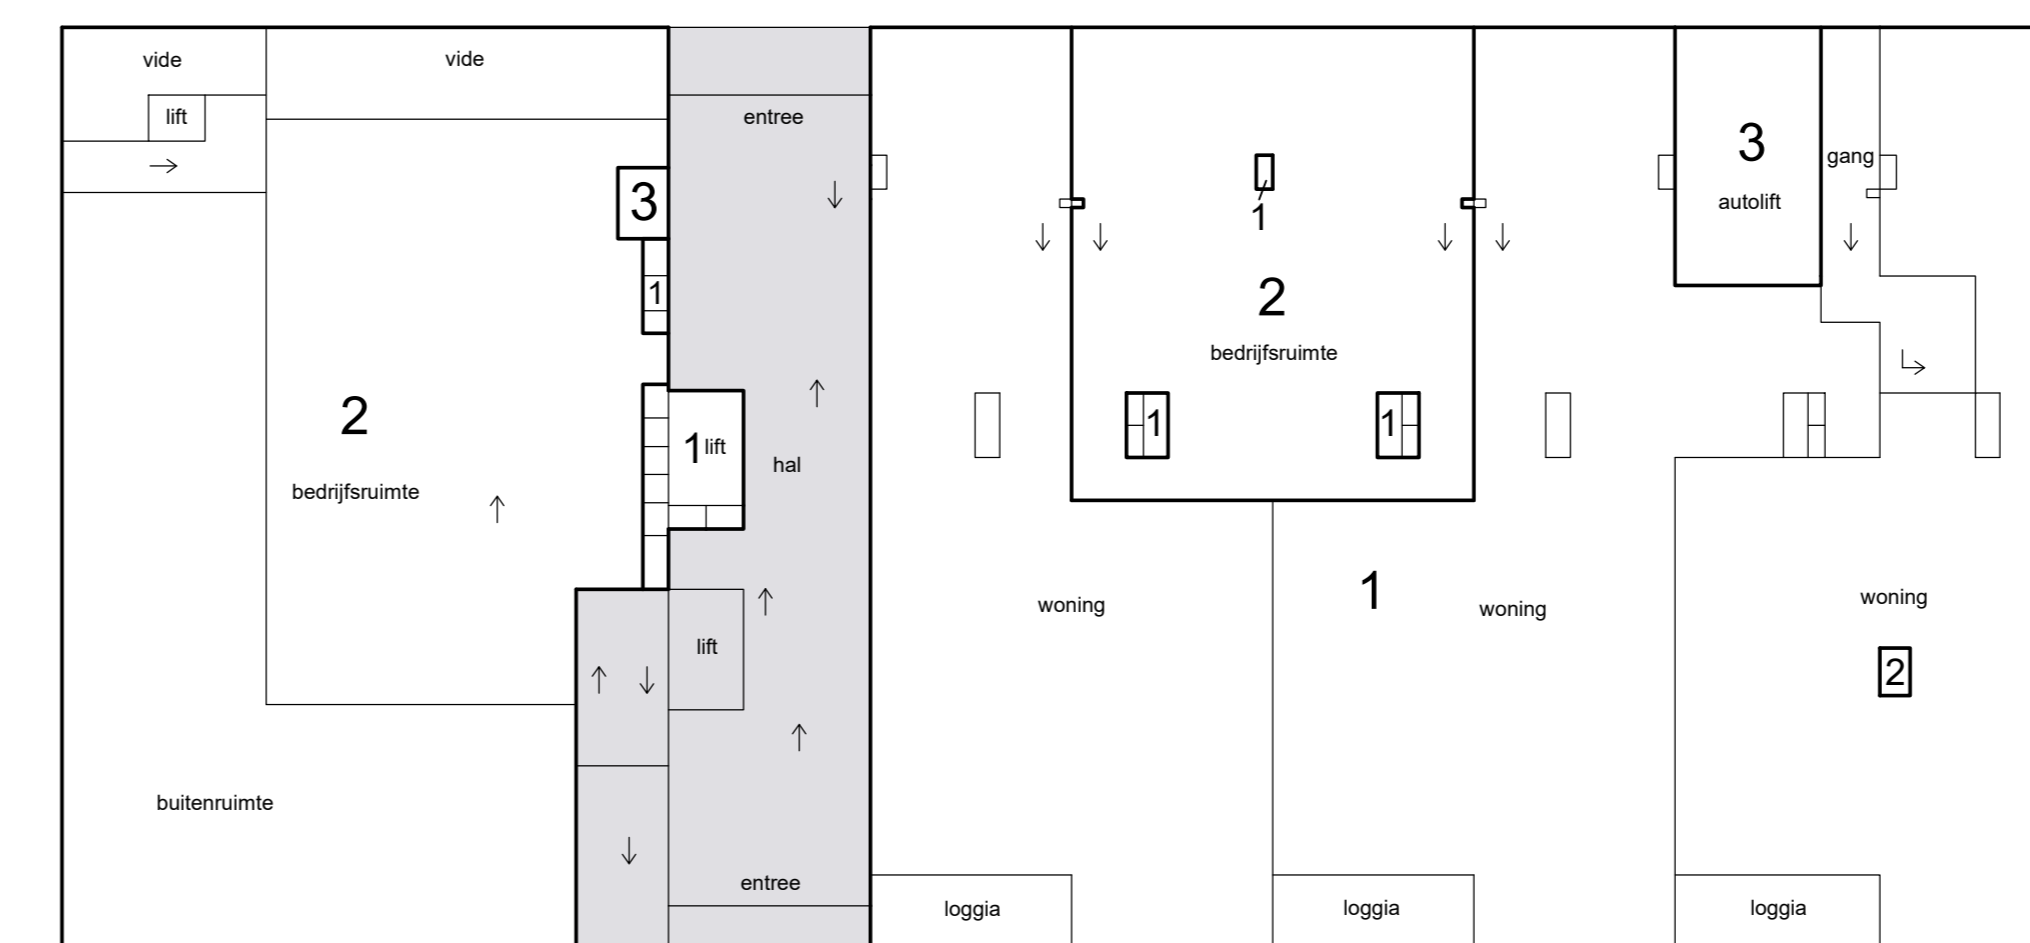 vide
vide
lift
entree
3
gang
3
autolift
1
1
2
bedrijfsruimte
2
bedrijfsruimte
1
1
1
lift
hal
woning
1
woning
woning
lift
2
buitenruimte
entree
loggia
loggia
loggia